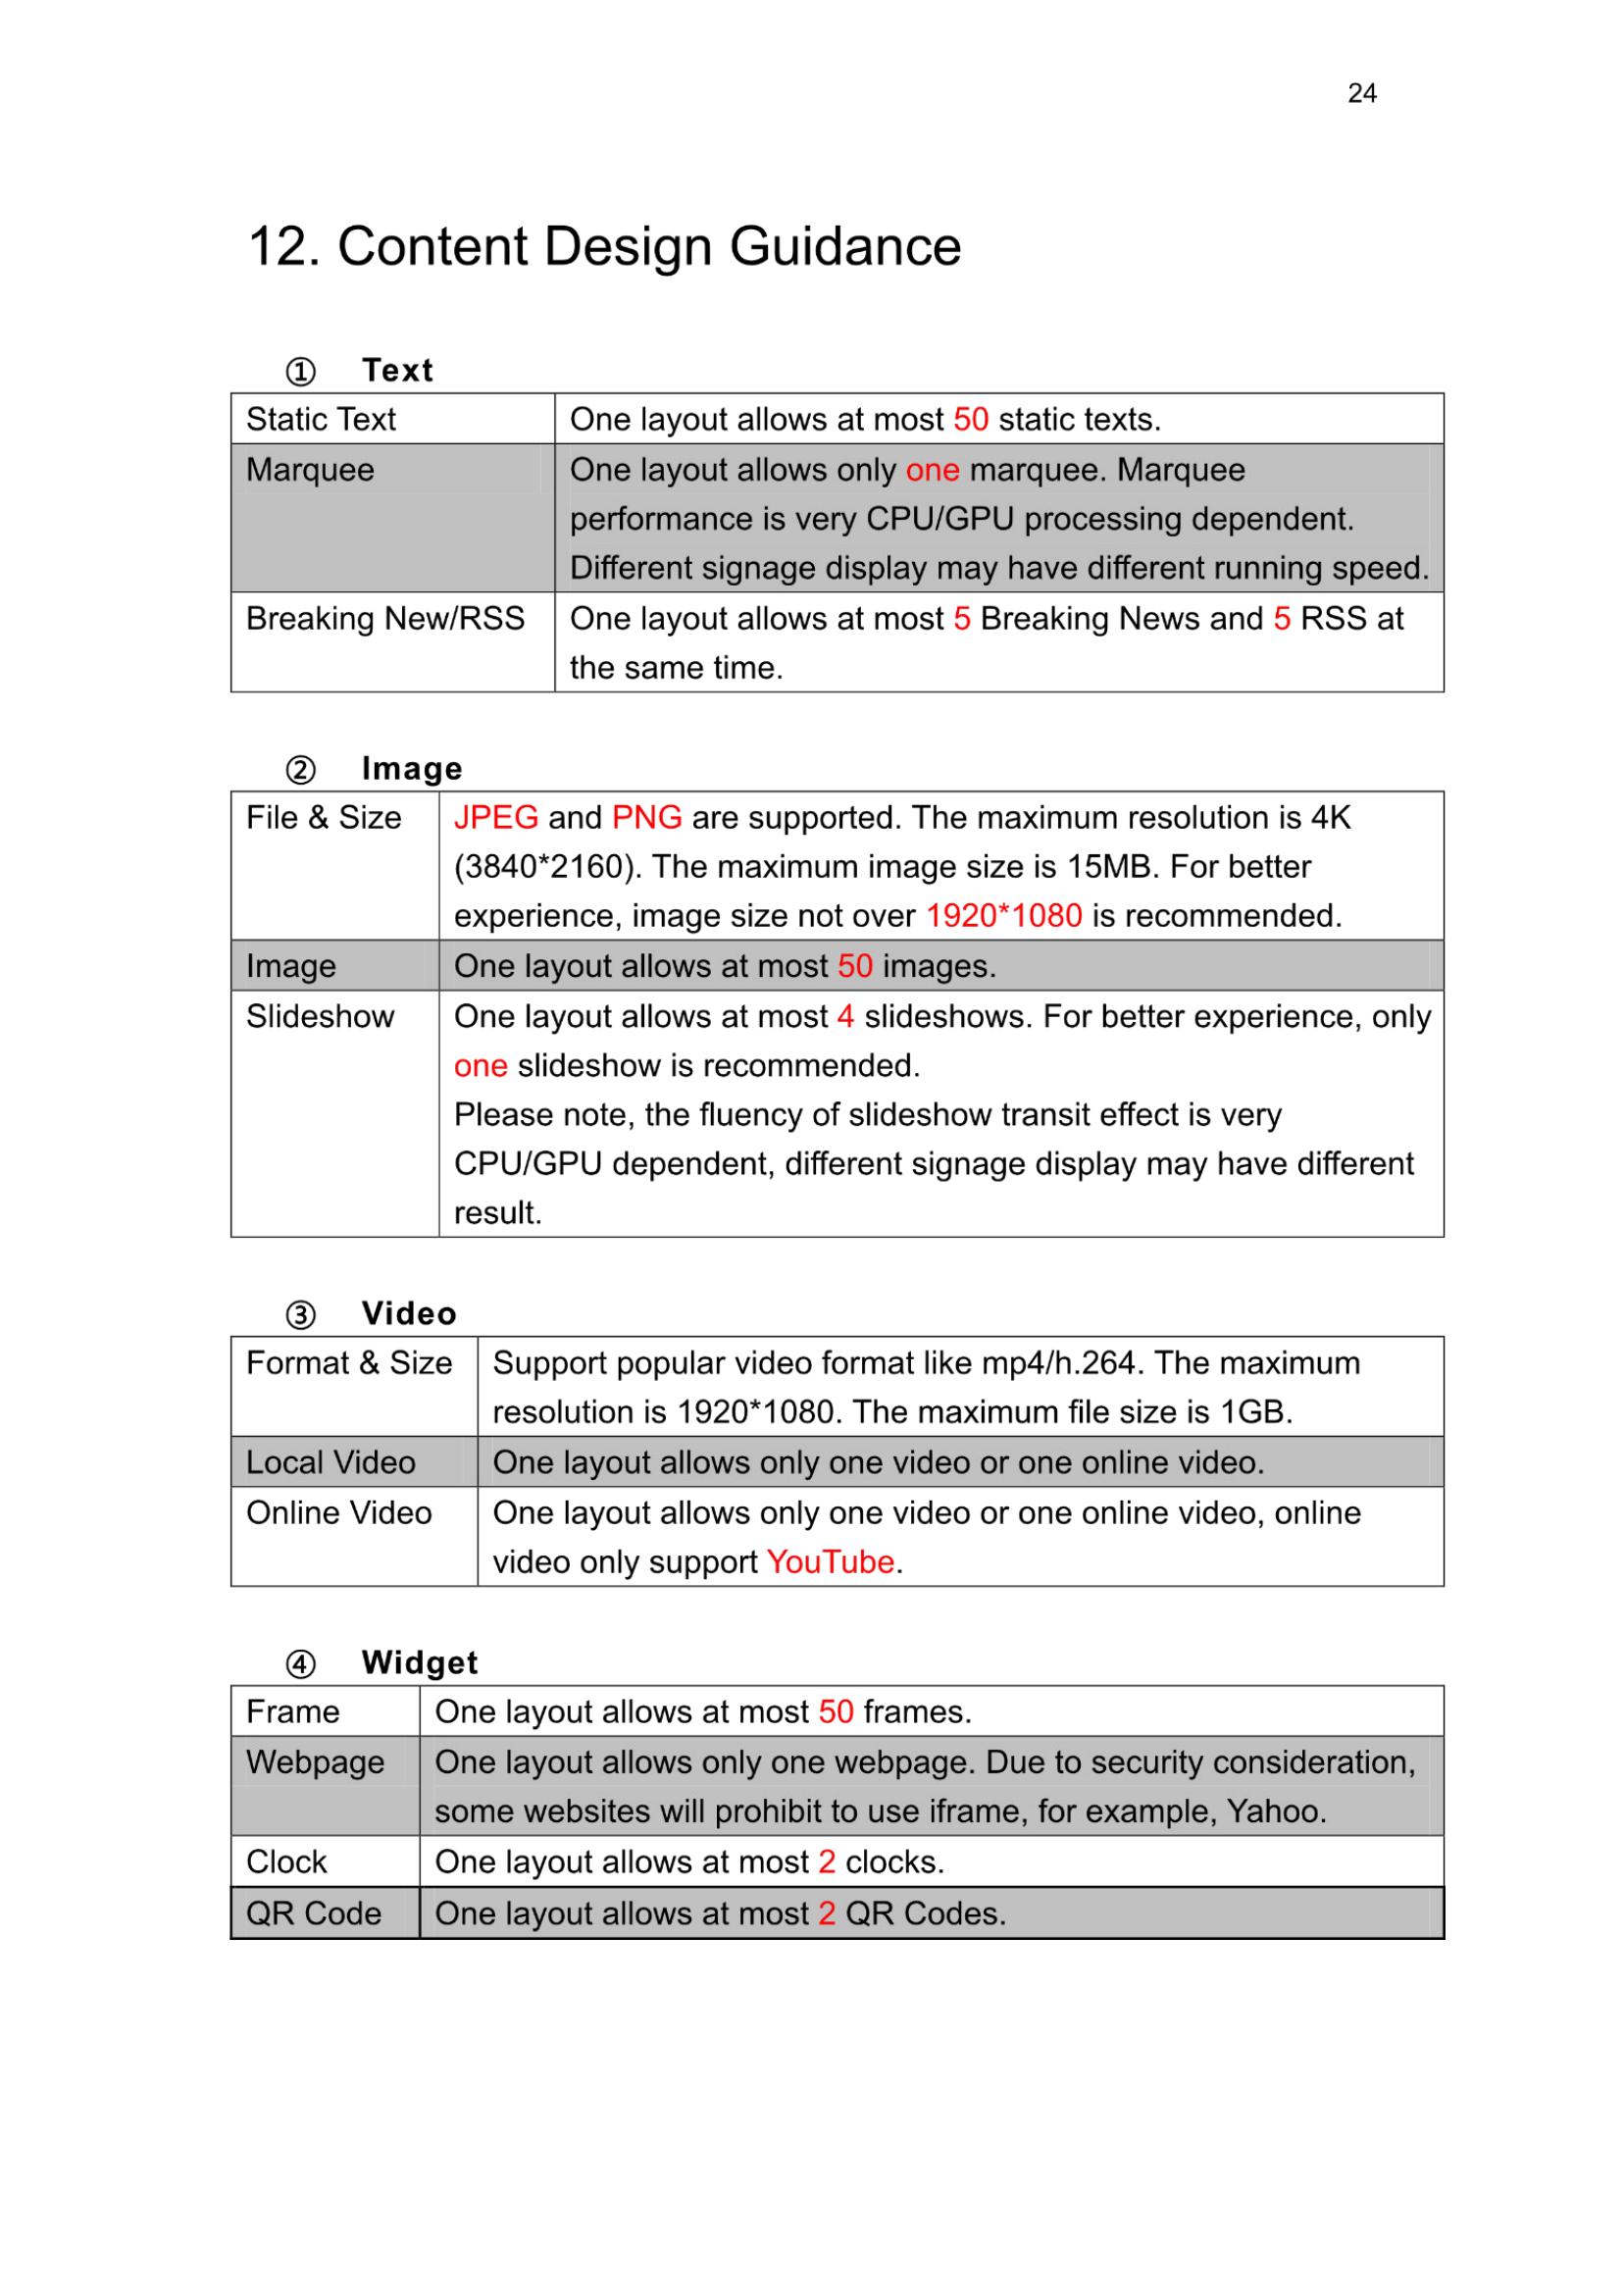 24
12. Content Design Guidance
① Text
Static Text One layout allows at most 50 static texts.
Marquee One layout allows only one marquee. Marquee
performance is very CPU/GPU processing dependent.
Different signage display may have different running speed.
Breaking New/RSS One layout allows at most 5 Breaking News and 5 RSS at
the same time.
② Image
File & Size JPEG and PNG are supported. The maximum resolution is 4K
(3840*2160). The maximum image size is 15MB. For better
experience, image size not over 1920*1080 is recommended.
Image One layout allows at most 50 images.
Slideshow One layout allows at most 4 slideshows. For better experience, only
one slideshow is recommended.
Please note, the fluency of slideshow transit effect is very
CPU/GPU dependent, different signage display may have different
result.
③ Video
Format & Size Support popular video format like mp4/h.264. The maximum
resolution is 1920*1080. The maximum file size is 1GB.
Local Video One layout allows only one video or one online video.
Online Video One layout allows only one video or one online video, online
video only support YouTube.
④ Widget
Frame One layout allows at most 50 frames.
Webpage One layout allows only one webpage. Due to security consideration,
some websites will prohibit to use iframe, for example, Yahoo.
Clock One layout allows at most 2 clocks.
QR Code One layout allows at most 2 QR Codes.